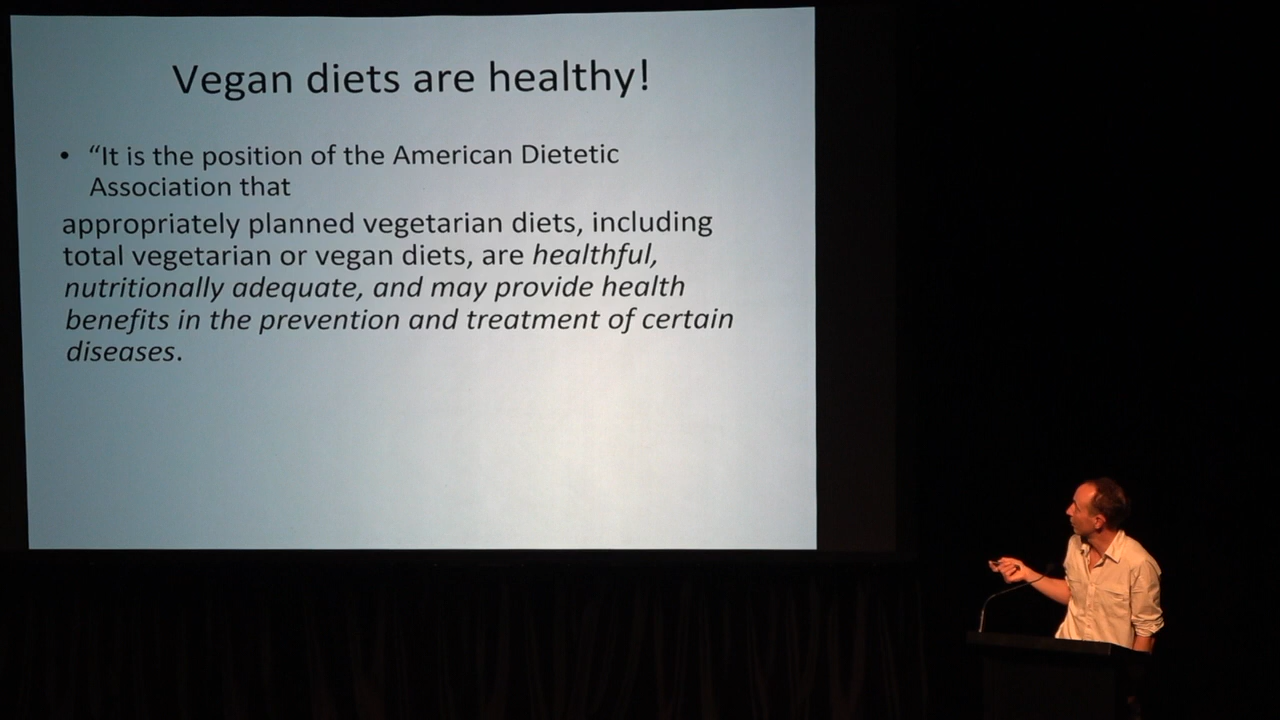 Vegan diets are healthy!
• “It is the position of the American Dietetic
Association that
appropriately planned vegetarian diets, including
total vegetarian or vegan diets, are healthful,
nutritionally adequate, and may provide health
benefits in the prevention and treatment of certain
diseases.